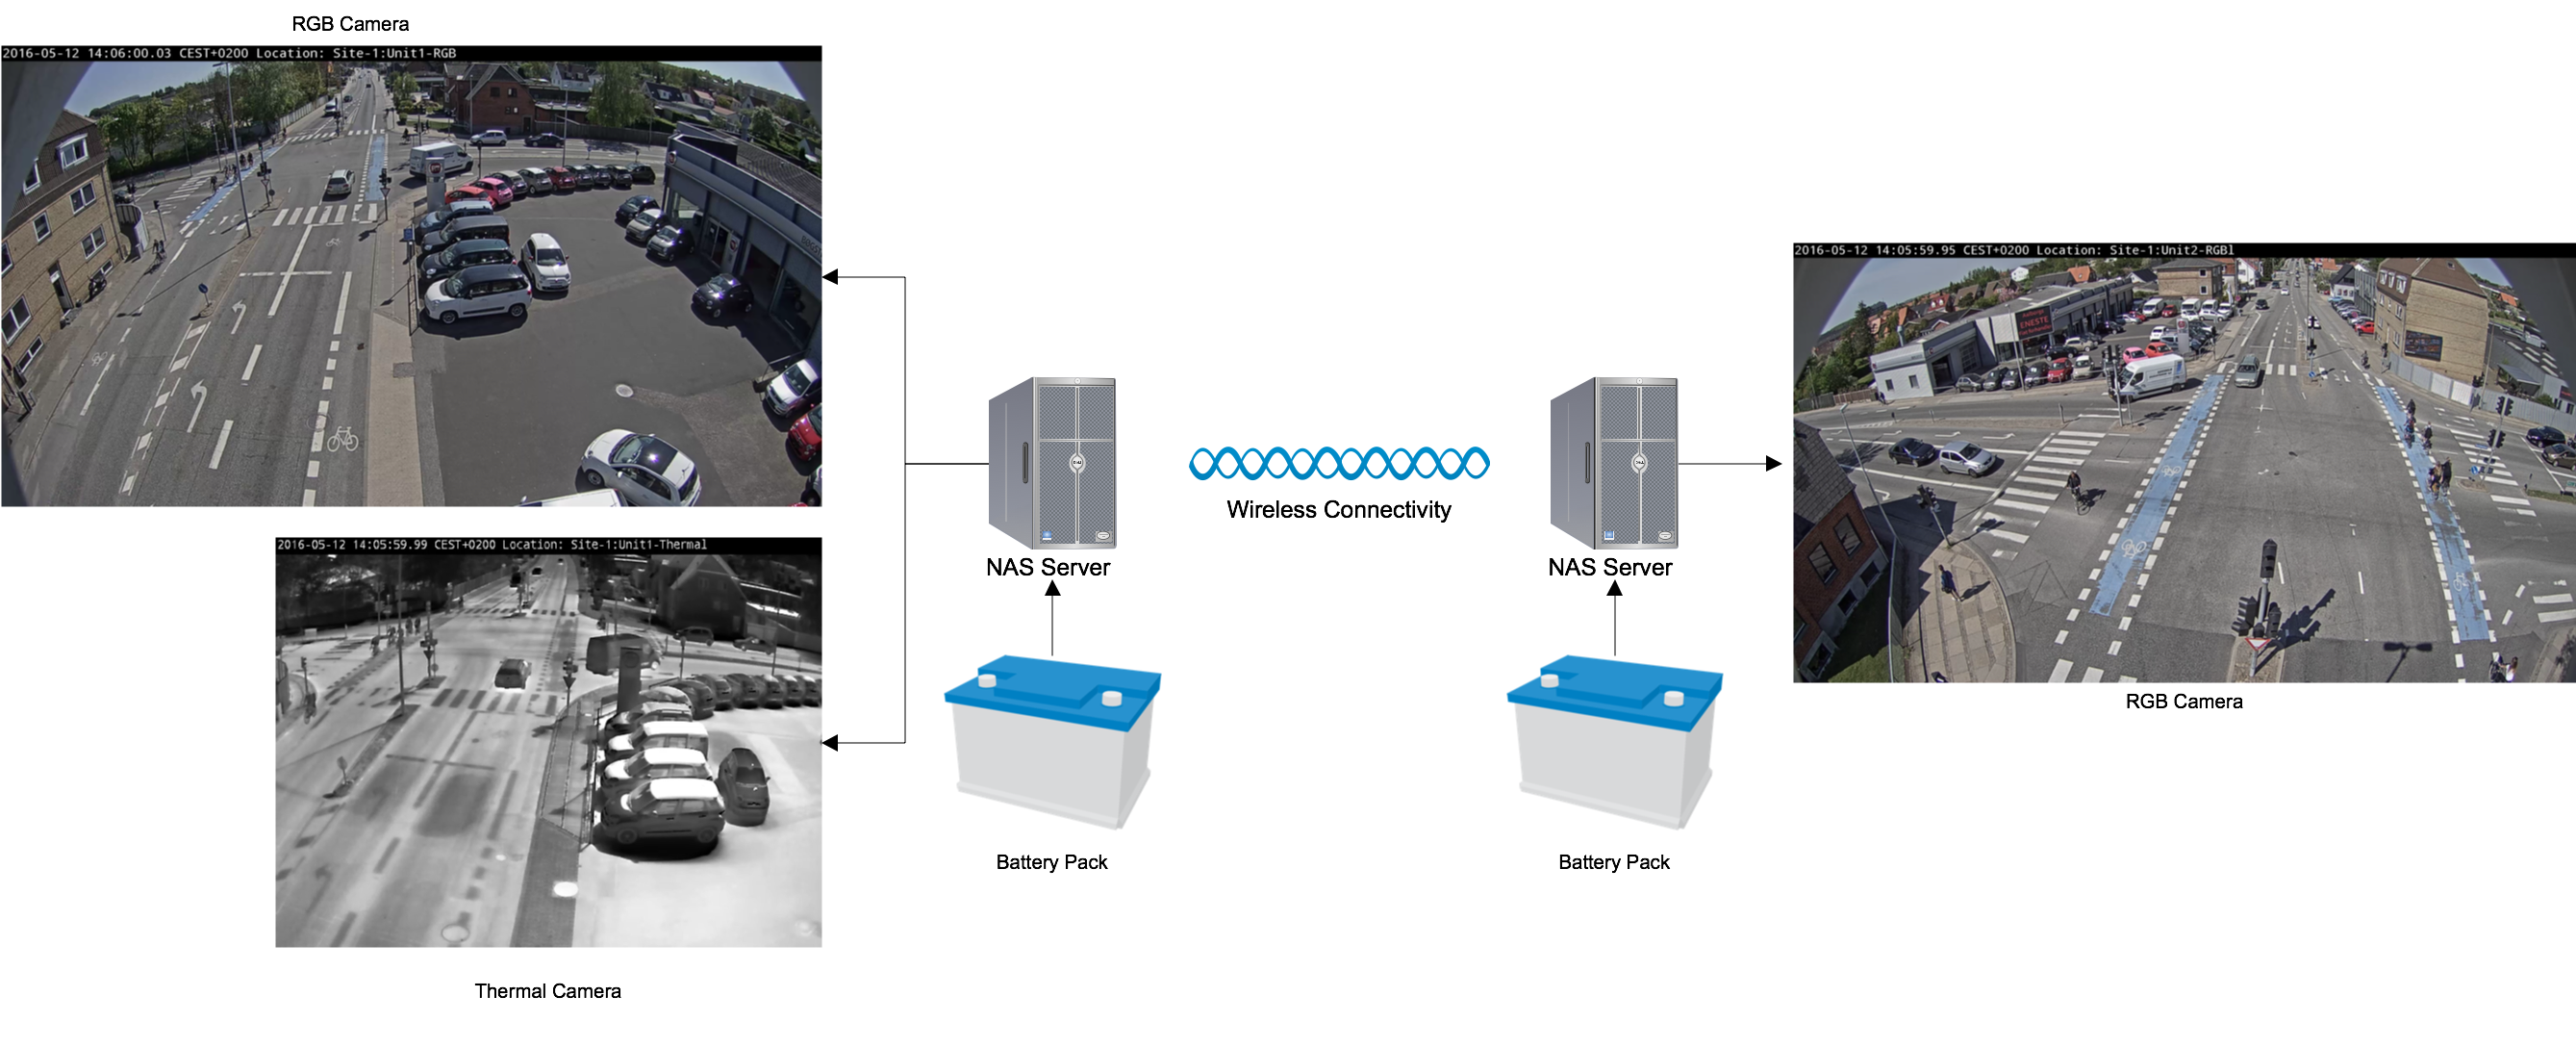 RGB Camera
2016-05-12 14:06:00.03 CEST+0200 Location: Site-1:Unit1-RGB
2016-05-12 14:05:59.95 CEST+0200 Location: Site-1:Unit2-RGB1
ENESTE
Wireless Connectivity
NAS Server
NAS Server
2016-05-12 14:05:59.99 CEST+0200 Location: Site-1:Unit1-Thermal
RGB Camera
Battery Pack
Battery Pack
Thermal Camera